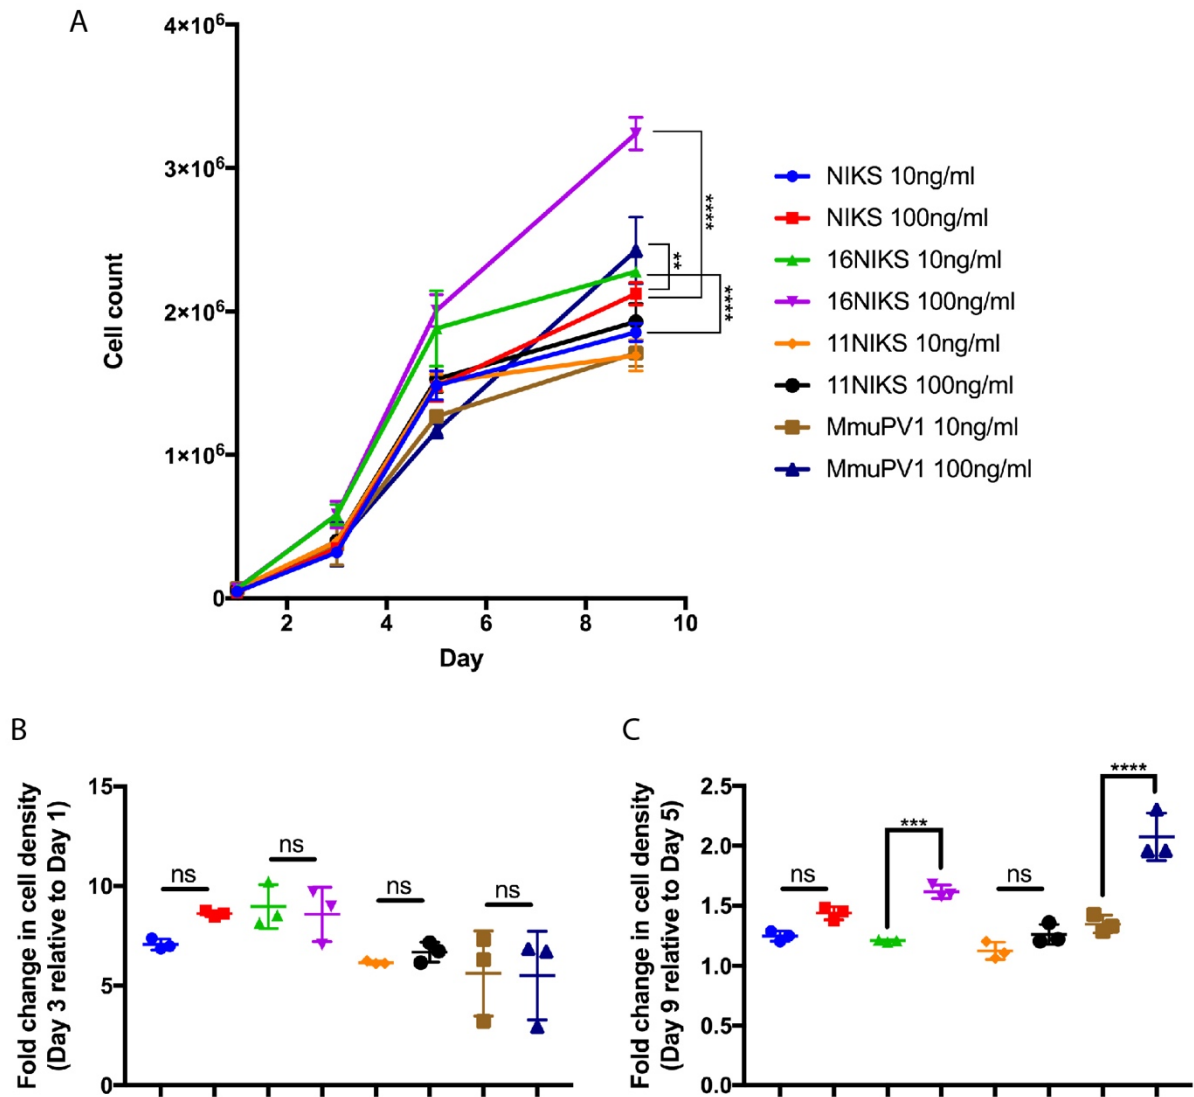 A
4×10⁶
3×10⁶
2×10⁶
1×10⁶
0
2
4
6
8
10
Cell count
Day
****
**
****
NIKS 10ng/ml
NIKS 100ng/ml
16NIKS 10ng/ml
16NIKS 100ng/ml
11NIKS 10ng/ml
11NIKS 100ng/ml
MmuPV1 10ng/ml
MmuPV1 100ng/ml
B
Fold change in cell density
(Day 3 relative to Day 1)
15
10
5
0
ns
ns
ns
ns
C
Fold change in cell density
(Day 9 relative to Day 5)
2.5
2.0
1.5
1.0
0.5
0.0
ns
***
ns
****